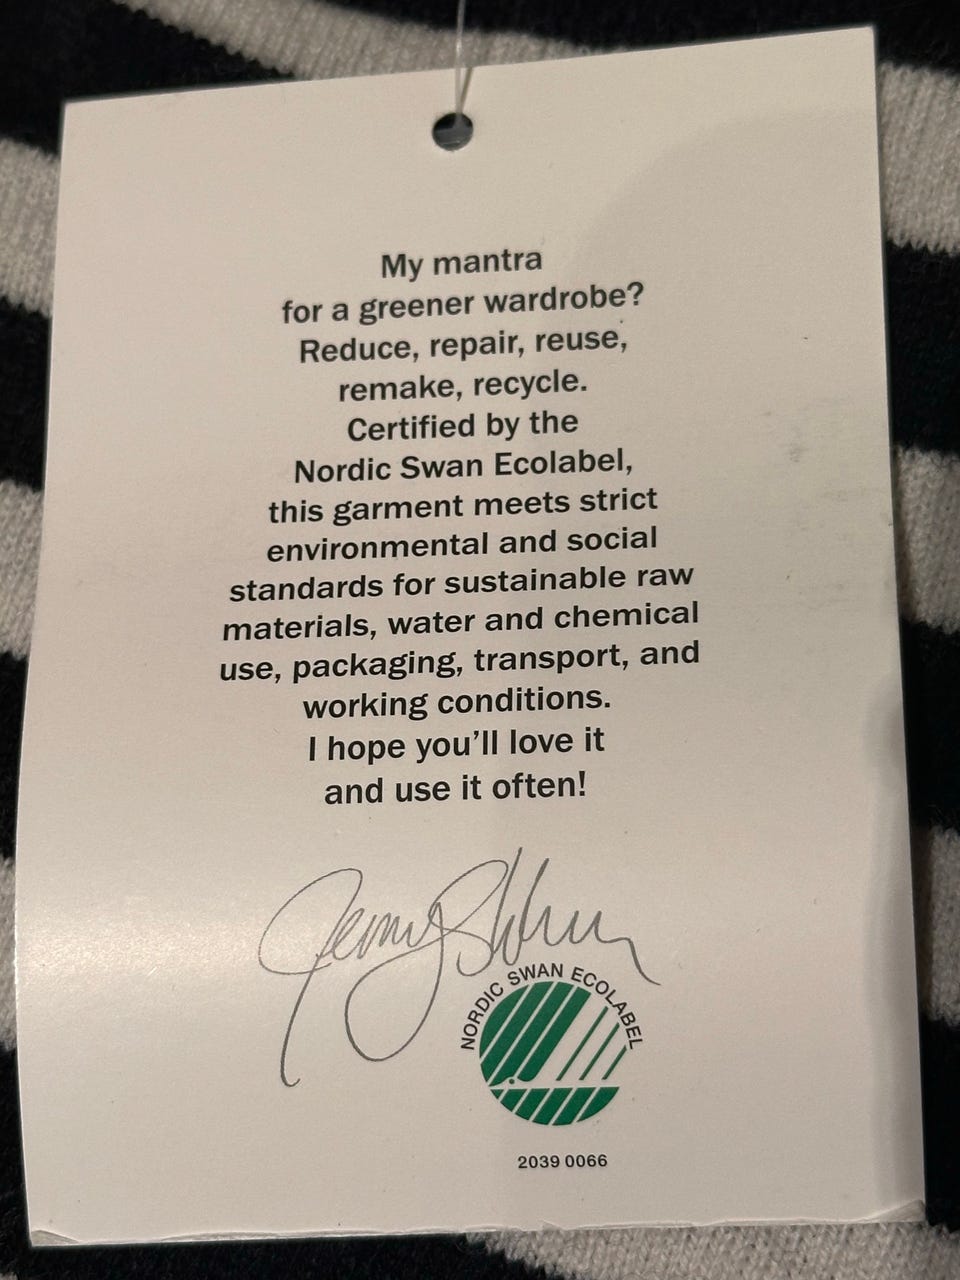 My mantra
for a greener wardrobe?
Reduce, repair, reuse,
remake, recycle.
Certified by the
Nordic Swan Ecolabel,
this garment meets strict
environmental and social
standards for sustainable raw
materials, water and chemical
use, packaging, transport, and
working conditions.
I hope you’ll love it
and use it often!
NORDIC SWAN ECOLABEL
2039 0066